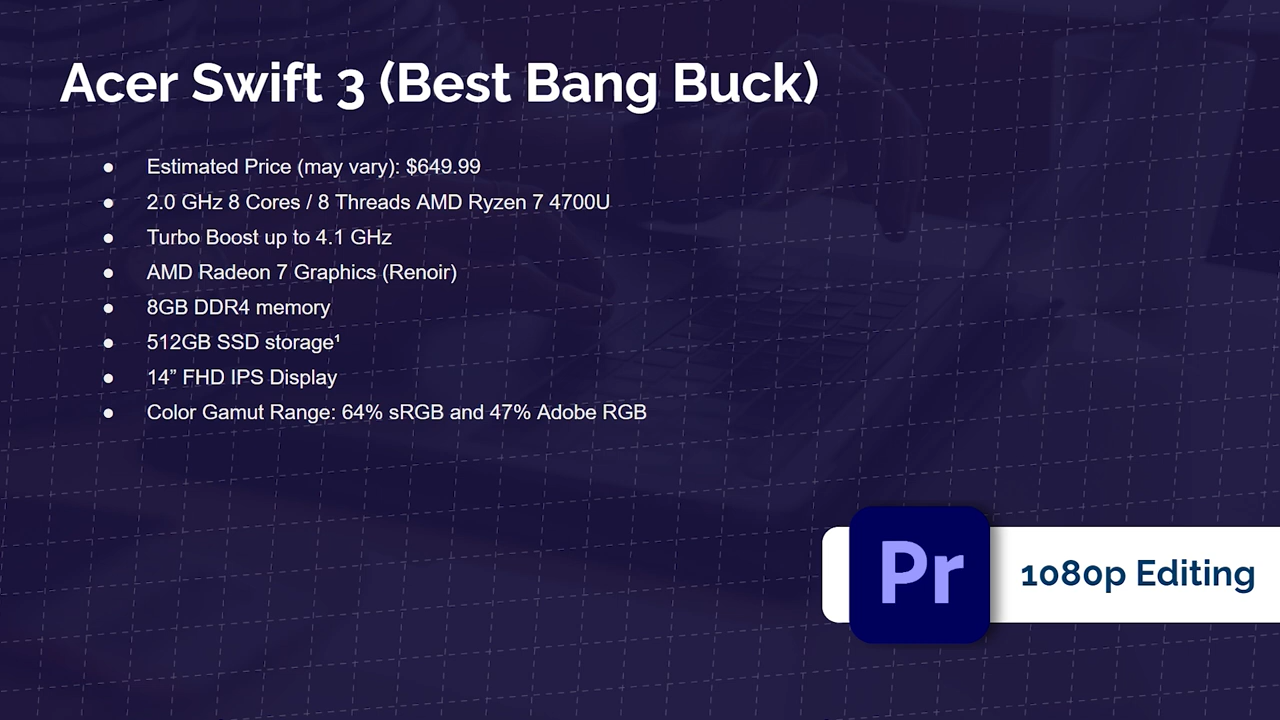 Acer Swift 3 (Best Bang Buck)
● Estimated Price (may vary): $649.99
● 2.0 GHz 8 Cores / 8 Threads AMD Ryzen 7 4700U
● Turbo Boost up to 4.1 GHz
● AMD Radeon 7 Graphics (Renoir)
● 8GB DDR4 memory
● 512GB SSD storage¹
● 14” FHD IPS Display
● Color Gamut Range: 64% sRGB and 47% Adobe RGB
Pr
1080p Editing